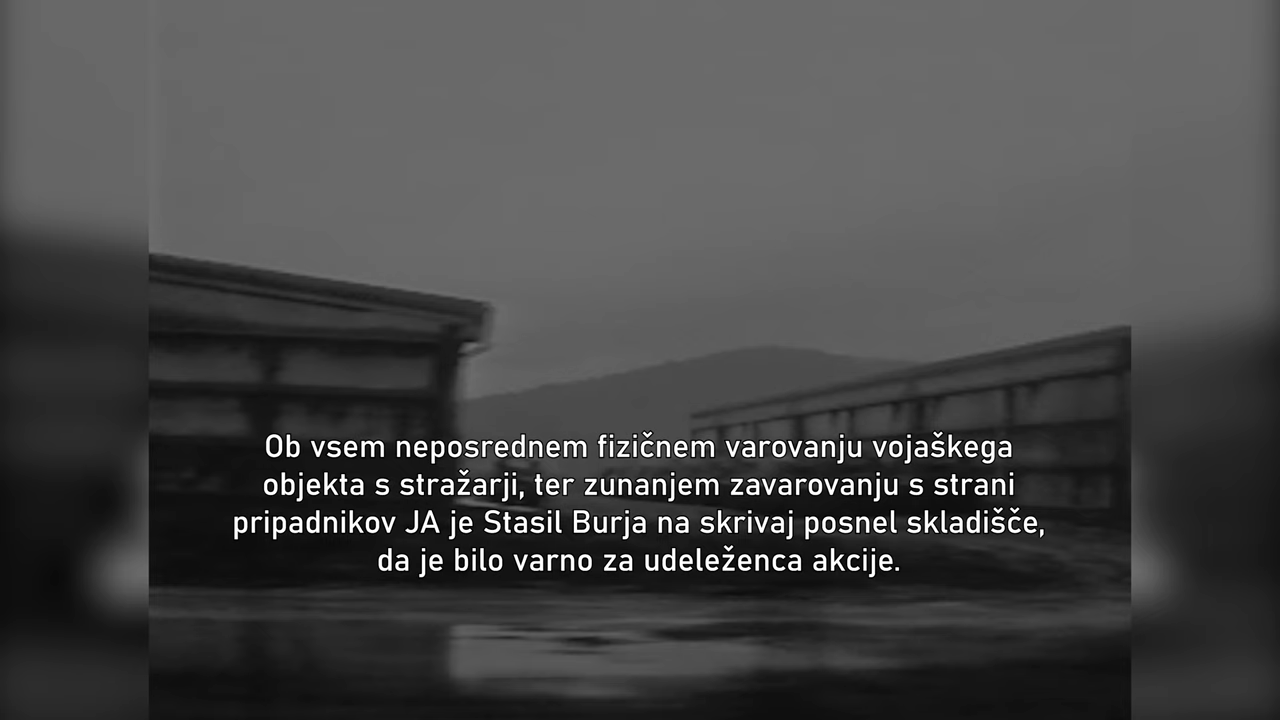 Ob vsem neposrednem fizičnem varovanju vojaškega
objekta s stražarji, ter zunanjem zavarovanju s strani
pripadnikov JA je Stasil Burja na skrivaj posnel skladišče,
da je bilo varno za udeleženca akcije.